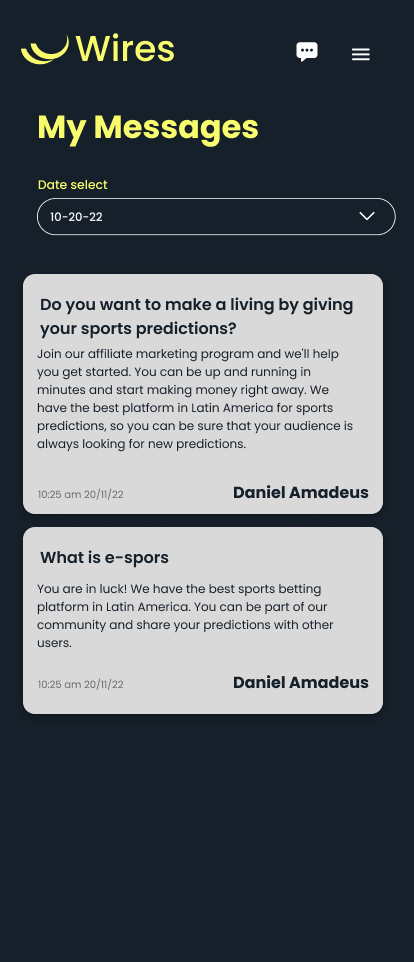 Wires
My Messages
Date select
10-20-22
Do you want to make a living by giving
your sports predictions?
Join our affiliate marketing program and we'll help
you get started. You can be up and running in
minutes and start making money right away. We
have the best platform in Latin America for sports
predictions, so you can be sure that your audience is
always looking for new predictions.
10:25 am 20/11/22
Daniel Amadeus
What is e-spors
You are in luck! We have the best sports betting
platform in Latin America. You can be part of our
community and share your predictions with other
users.
10:25 am 20/11/22
Daniel Amadeus